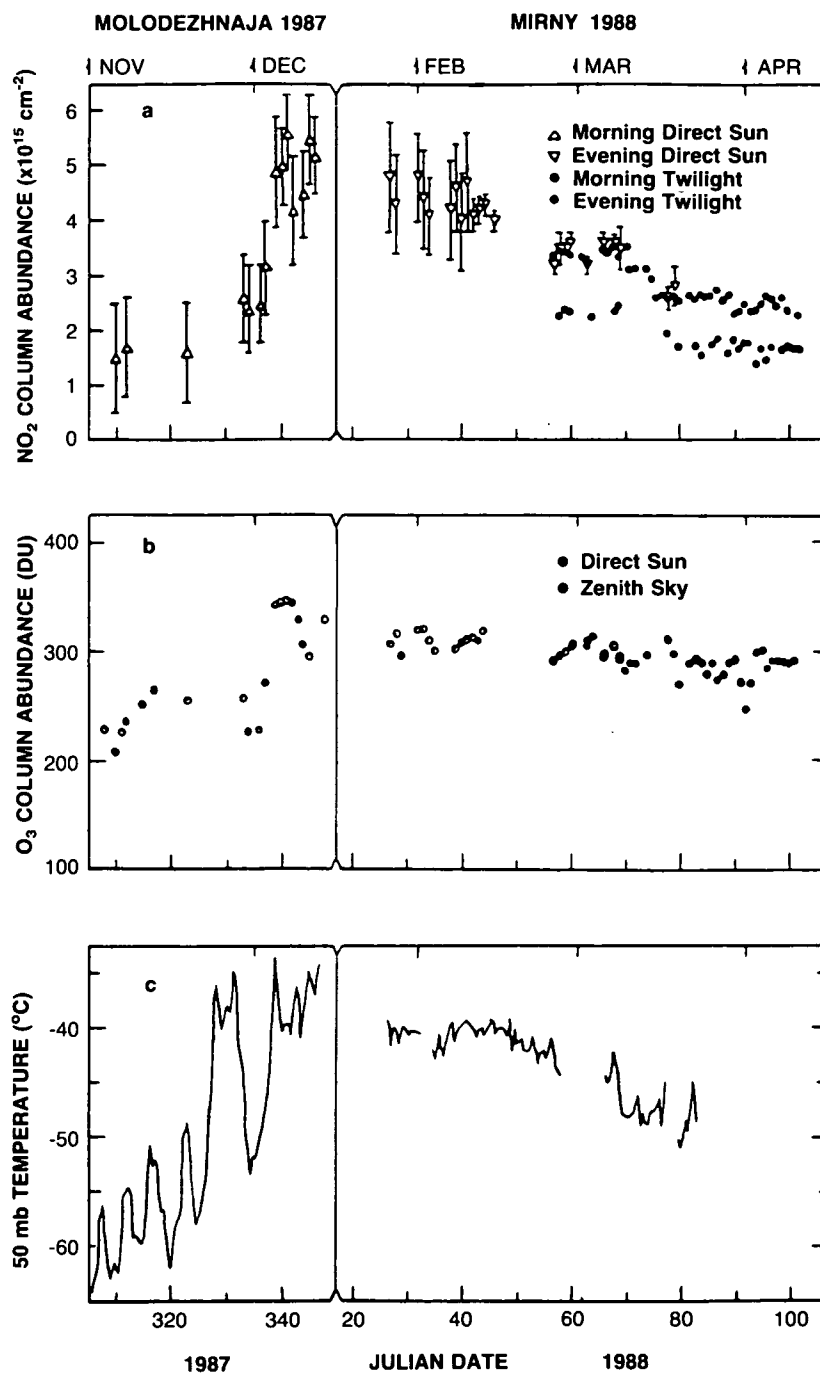 MOLODEZHNAJA 1987 MIRNY 1988
NOV DEC FEB MAR APR
a
NO₂ COLUMN ABUNDANCE (x10¹⁵ cm⁻²)
6
5
4
3
2
1
0
Morning Direct Sun
Evening Direct Sun
Morning Twilight
Evening Twilight
b
O₃ COLUMN ABUNDANCE (DU)
400
300
200
100
Direct Sun
Zenith Sky
c
50 mb TEMPERATURE (°C)
-40
-50
-60
320 340 20 40 60 80 100
1987 JULIAN DATE 1988